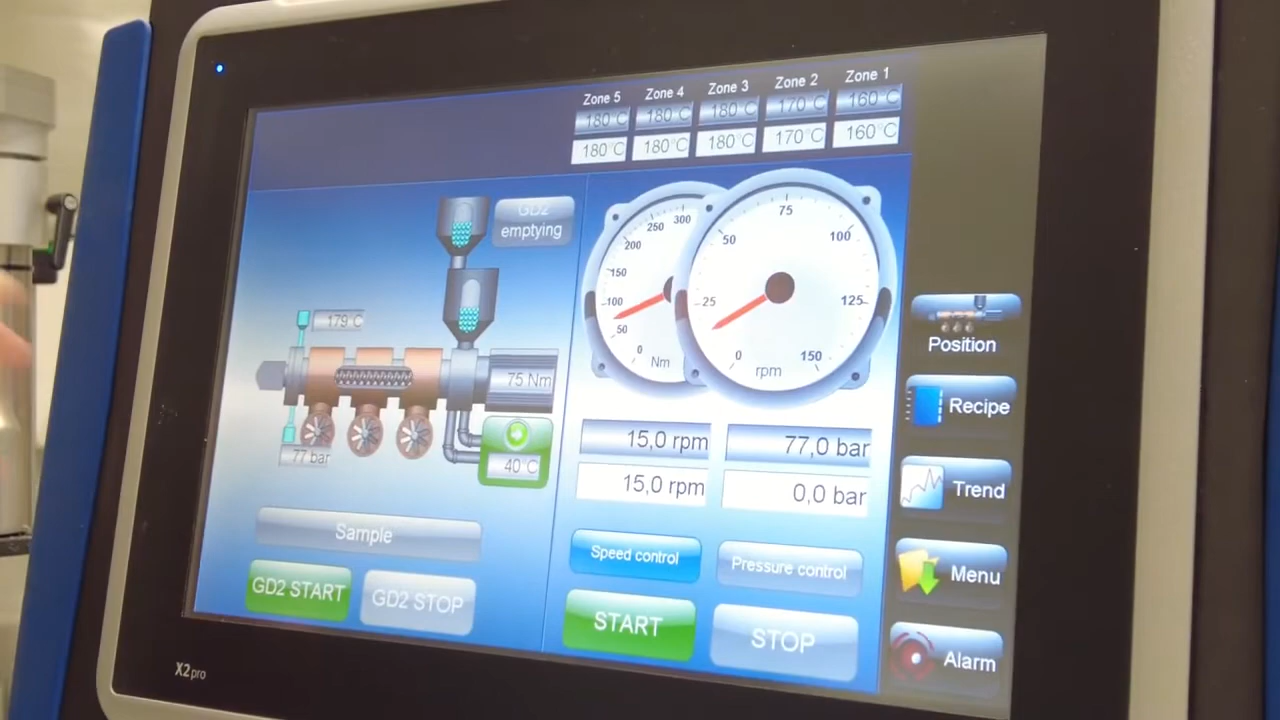 Zone 5 Zone 4 Zone 3 Zone 2 Zone 1
180°C 180°C 180°C 170°C 160°C
180°C 180°C 180°C 170°C 160°C
GD2
emptying
179°C
75 Nm
40°C
77 bar
0 50 100 150 200 250 300
Nm
0 25 50 75 100 125 150
rpm
15,0 rpm 77,0 bar
15,0 rpm 0,0 bar
Sample
Speed control Pressure control
GD2 START GD2 STOP
START STOP
Position
Recipe
Trend
Menu
Alarm
X2 pro